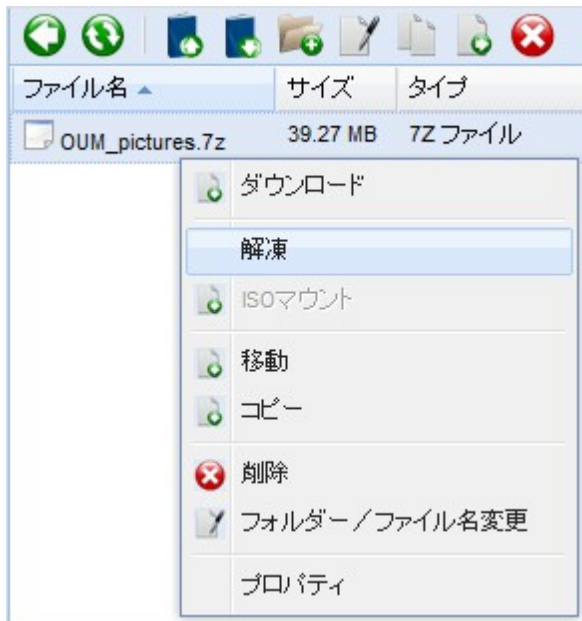 ファイル名 サイズ タイプ
OUM_pictures.7z 39.27 MB 7Z ファイル
ダウンロード
解凍
ISOマウント
移動
コピー
削除
フォルダー/ファイル名変更
プロパティ